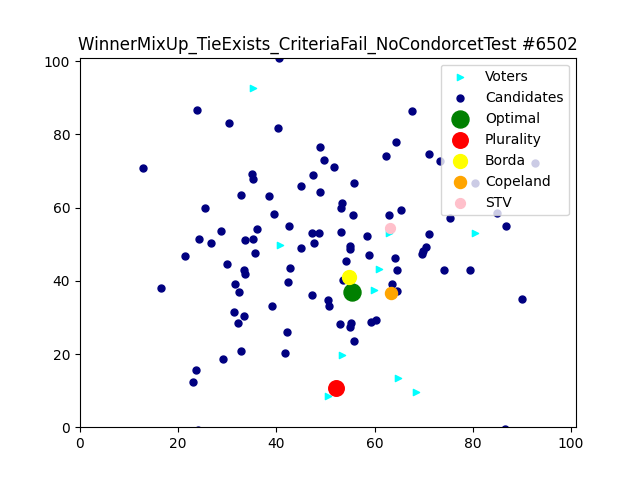 WinnerMixUp_TieExists_CriteriaFail_NoCondorcetTest #6502
Voters
Candidates
Optimal
Plurality
Borda
Copeland
STV
100
80
60
40
20
0
0 20 40 60 80 100